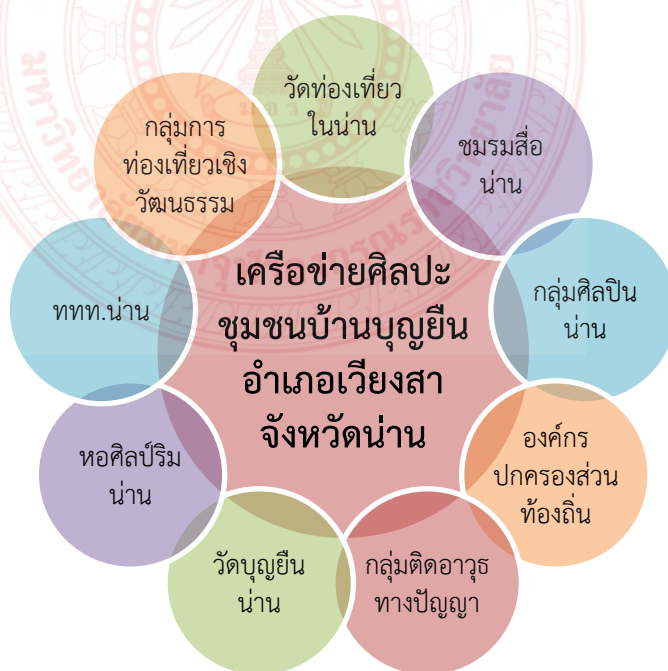 วัดท่องเที่ยว
ในน่าน
ชมรมสื่อ
น่าน
กลุ่มศิลปิน
น่าน
องค์กร
ปกครองส่วน
ท้องถิ่น
กลุ่มติดอาวุธ
ทางปัญญา
วัดบุญยืน
น่าน
หอศิลป์ริม
น่าน
ททท.น่าน
กลุ่มการ
ท่องเที่ยวเชิง
วัฒนธรรม
เครือข่ายศิลปะ
ชุมชนบ้านบุญยืน
อำเภอเวียงสา
จังหวัดน่าน